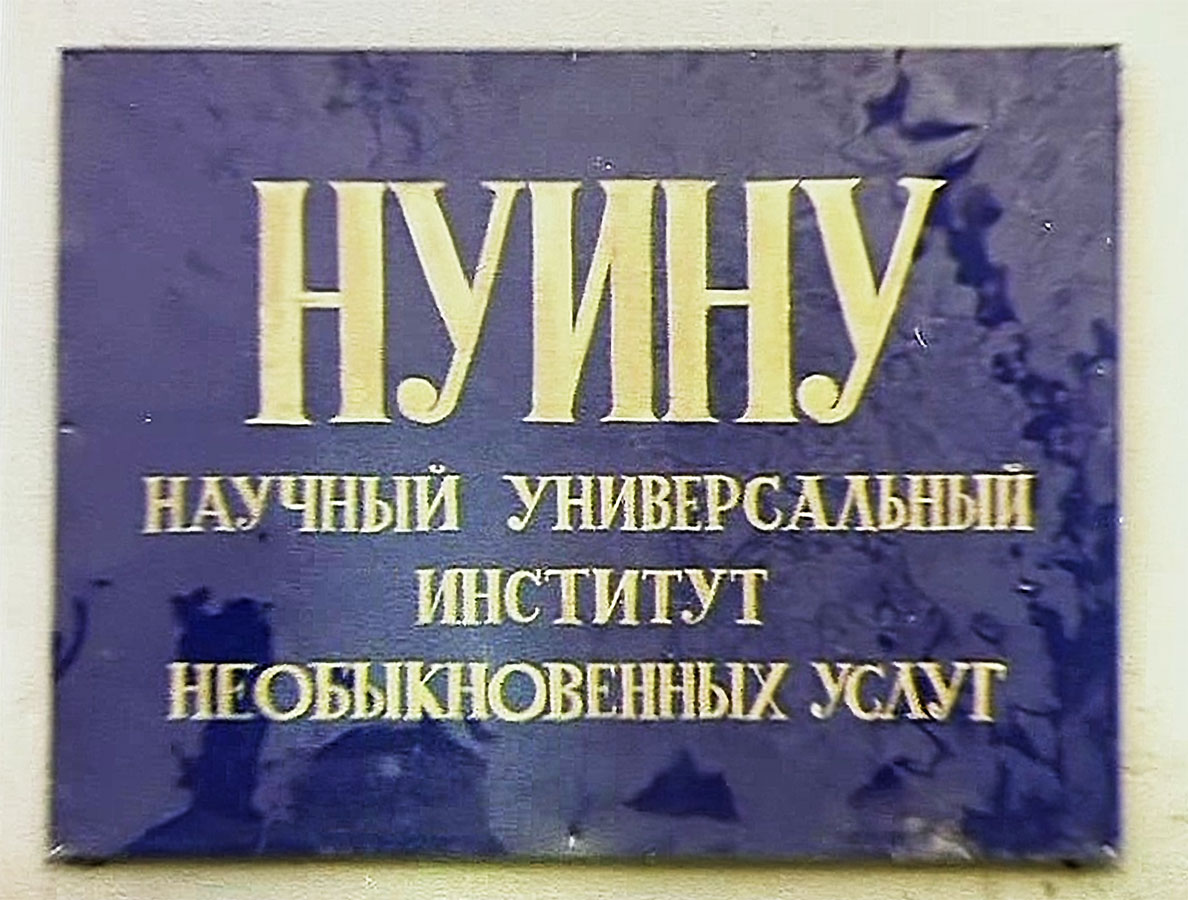 НУИНУ
НАУЧНЫЙ УНИВЕРСАЛЬНЫЙ
ИНСТИТУТ
НЕОБЫКНОВЕННЫХ УСЛУГ